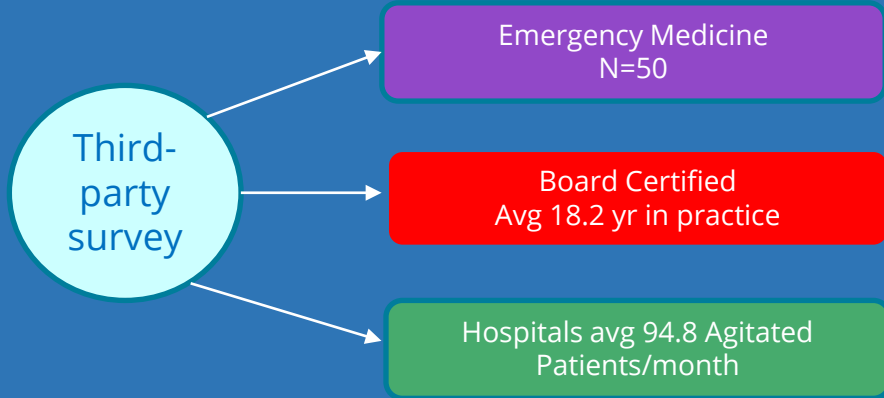 Third-
party
survey
Emergency Medicine
N=50
Board Certified
Avg 18.2 yr in practice
Hospitals avg 94.8 Agitated
Patients/month